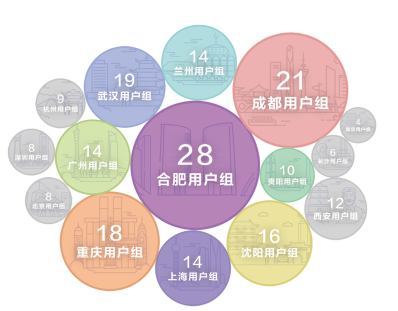 14
兰州用户组
21
成都用户组
19
武汉用户组
9
杭州用户组
4
8
深圳用户组
14
广州用户组
28
合肥用户组
10
贵阳用户组
6
长沙用户组
8
北京用户组
12
西安用户组
18
重庆用户组
16
沈阳用户组
14
上海用户组